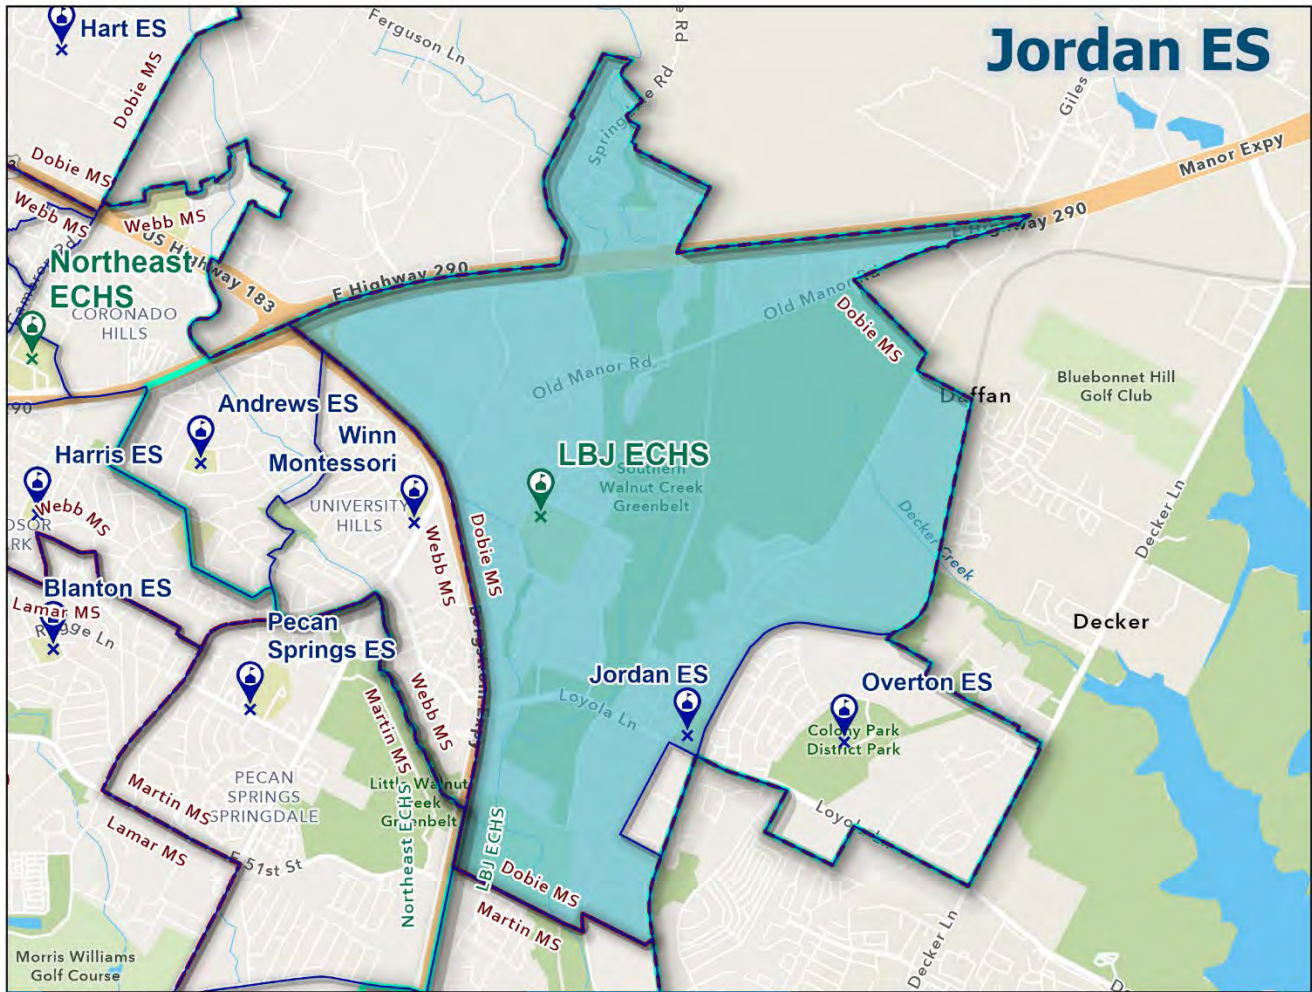 Hart ES
Jordan ES
Ferguson Ln
Giles
Dobie MS
Springdale Rd
Manor Expy
Dobie MS
Webb MS
Webb MS
US Highway 183
E Highway 290
E Highway 290
Cameron Rd
Northeast
ECHS
CORONADO
HILLS
Old Manor Rd
Dobie MS
Old Manor Rd
Daffan
Bluebonnet Hill
Golf Club
Andrews ES
Winn
Montessori
Harris ES
LBJ ECHS
Southern
Walnut Creek
Greenbelt
UNIVERSITY
HILLS
Webb MS
Dobie MS
Webb MS
Decker Ln
Decker Creek
Blanton ES
Lamar MS
Decker
Pecan
Springs ES
Jordan ES
Overton ES
Loyola Ln
Colony Park
District Park
Webb MS
Martin MS
PECAN
SPRINGS
SPRINGDALE
Little Walnut
Creek
Greenbelt
Martin MS
Lamar MS
Loyola Ln
E 51st St
Northeast ECHS
LBJ ECHS
Dobie MS
Martin MS
Morris Williams
Golf Course
Decker Ln